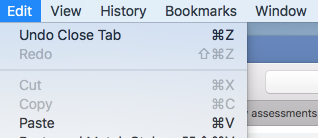 Edit View History Bookmarks Window
Undo Close Tab ⌘Z
Redo ⇧⌘Z
Cut ⌘X
Copy ⌘C
assessments
Paste ⌘V